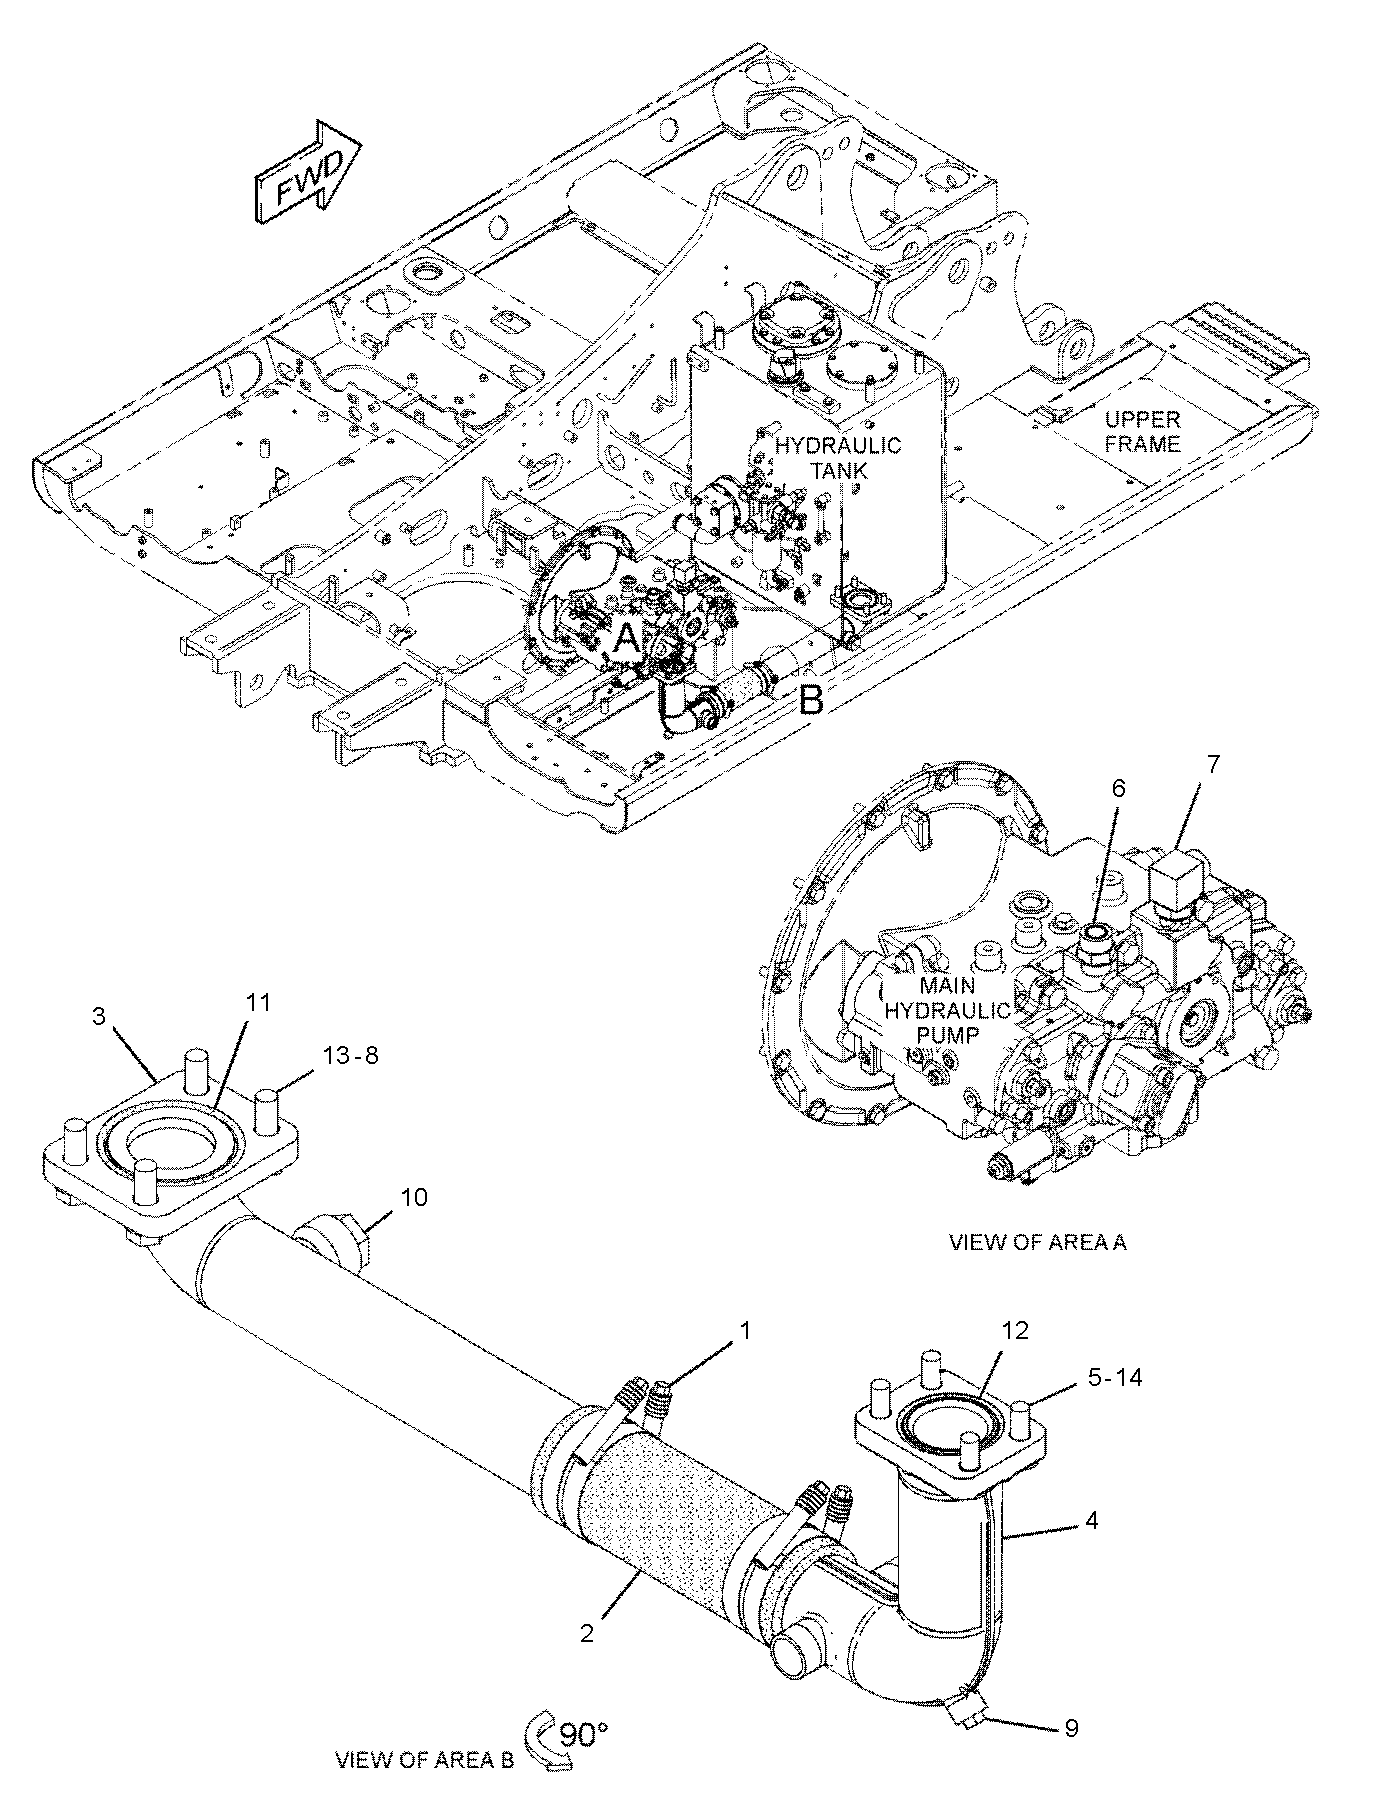 FWD
HYDRAULIC
TANK
UPPER
FRAME
A
B
7
6
MAIN
HYDRAULIC
PUMP
VIEW OF AREA A
3
11
13-8
10
1
12
5-14
4
2
9
90°
VIEW OF AREA B